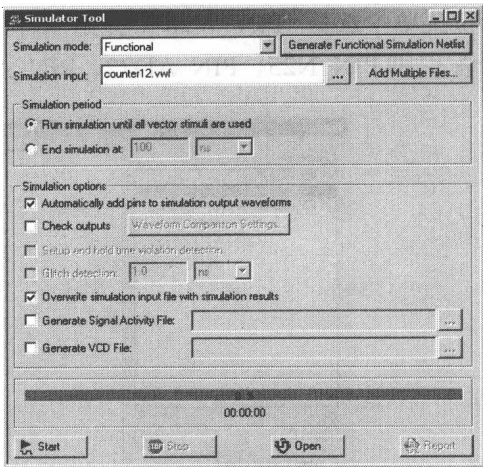 Simulator Tool
Simulation mode: Functional Generate Functional Simulation Netlist
Simulation input: counter12.vwf ... Add Multiple Files...
Simulation period
Run simulation until all vector stimuli are used
End simulation at: 100 ns
Simulation options
Automatically add pins to simulation output waveforms
Check outputs Waveform Comparison Settings...
Setup and hold time violation detection
Glitch detection: 1.0 ns
Overwrite simulation input file with simulation results
Generate Signal Activity File: ...
Generate VCD File: ...
0 %
00:00:00
Start Stop Open Report